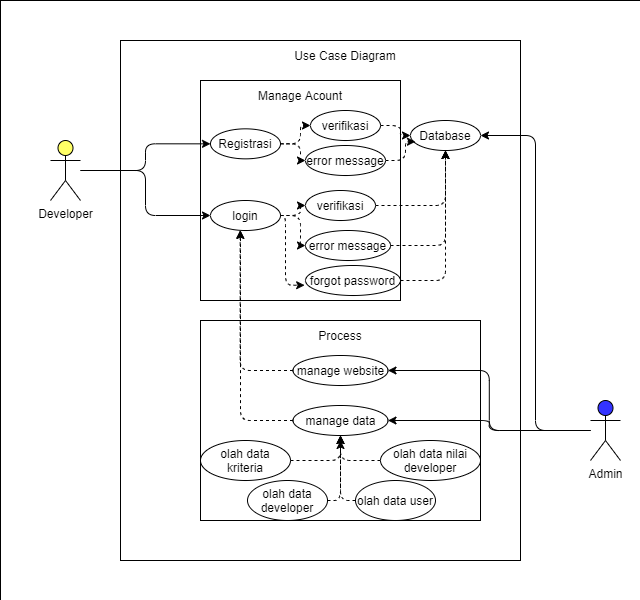 Use Case Diagram
Manage Acount
verifikasi
Registrasi
Database
error message
Developer
verifikasi
login
error message
forgot password
Process
manage website
manage data
olah data
kriteria
olah data nilai
developer
Admin
olah data
developer
olah data user